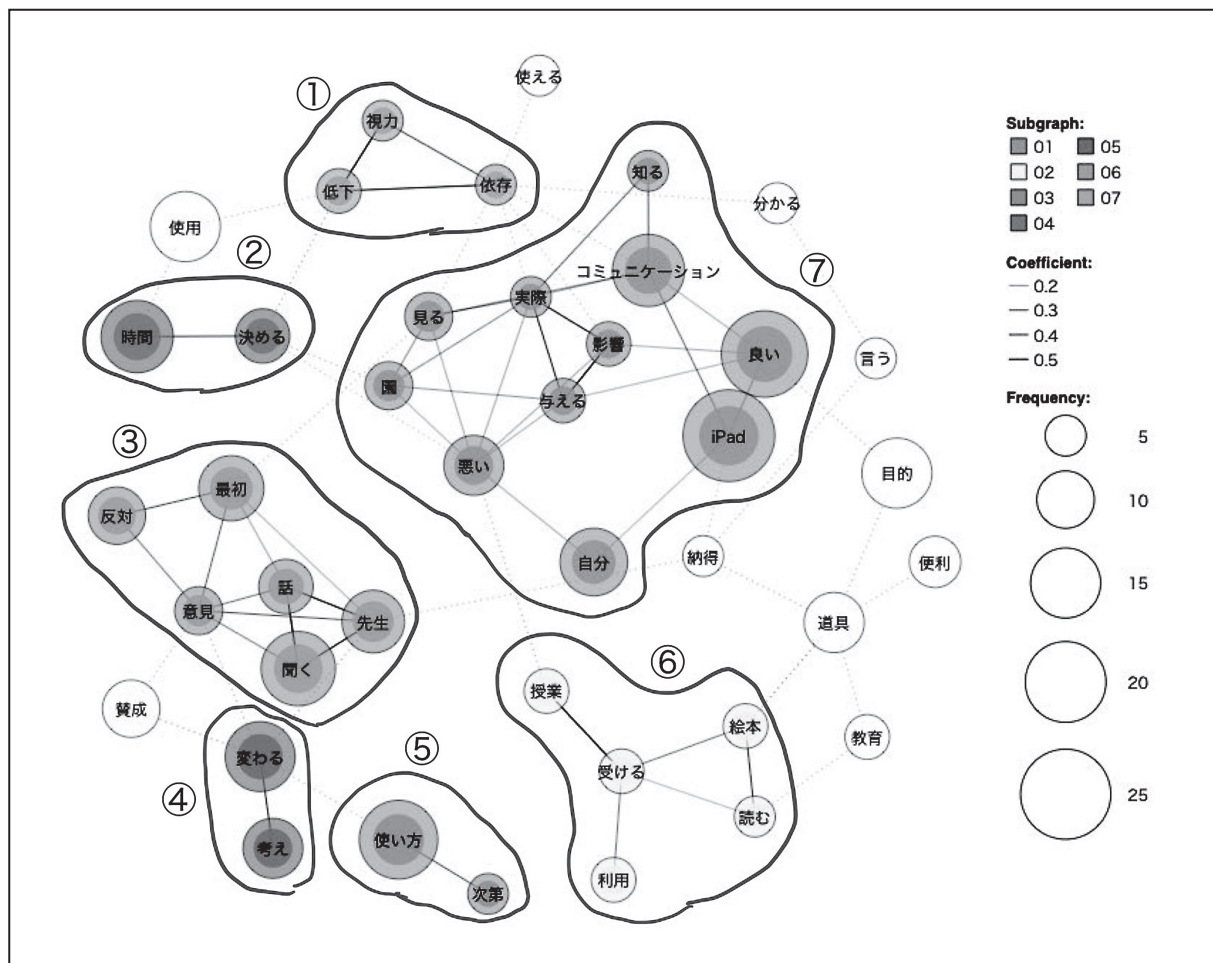 ①
使える
視力
低下
依存
知る
分かる
使用
②
時間
決める
⑦
コミュニケーション
実際
見る
影響
良い
園
与える
言う
iPad
悪い
目的
③
最初
反対
自分
納得
便利
話
意見
先生
道具
聞く
⑥
授業
賛成
絵本
教育
⑤
変わる
受ける
④
読む
使い方
考え
利用
次第
Subgraph:
01 05
02 06
03 07
04
Coefficient:
0.2
0.3
0.4
0.5
Frequency:
5
10
15
20
25